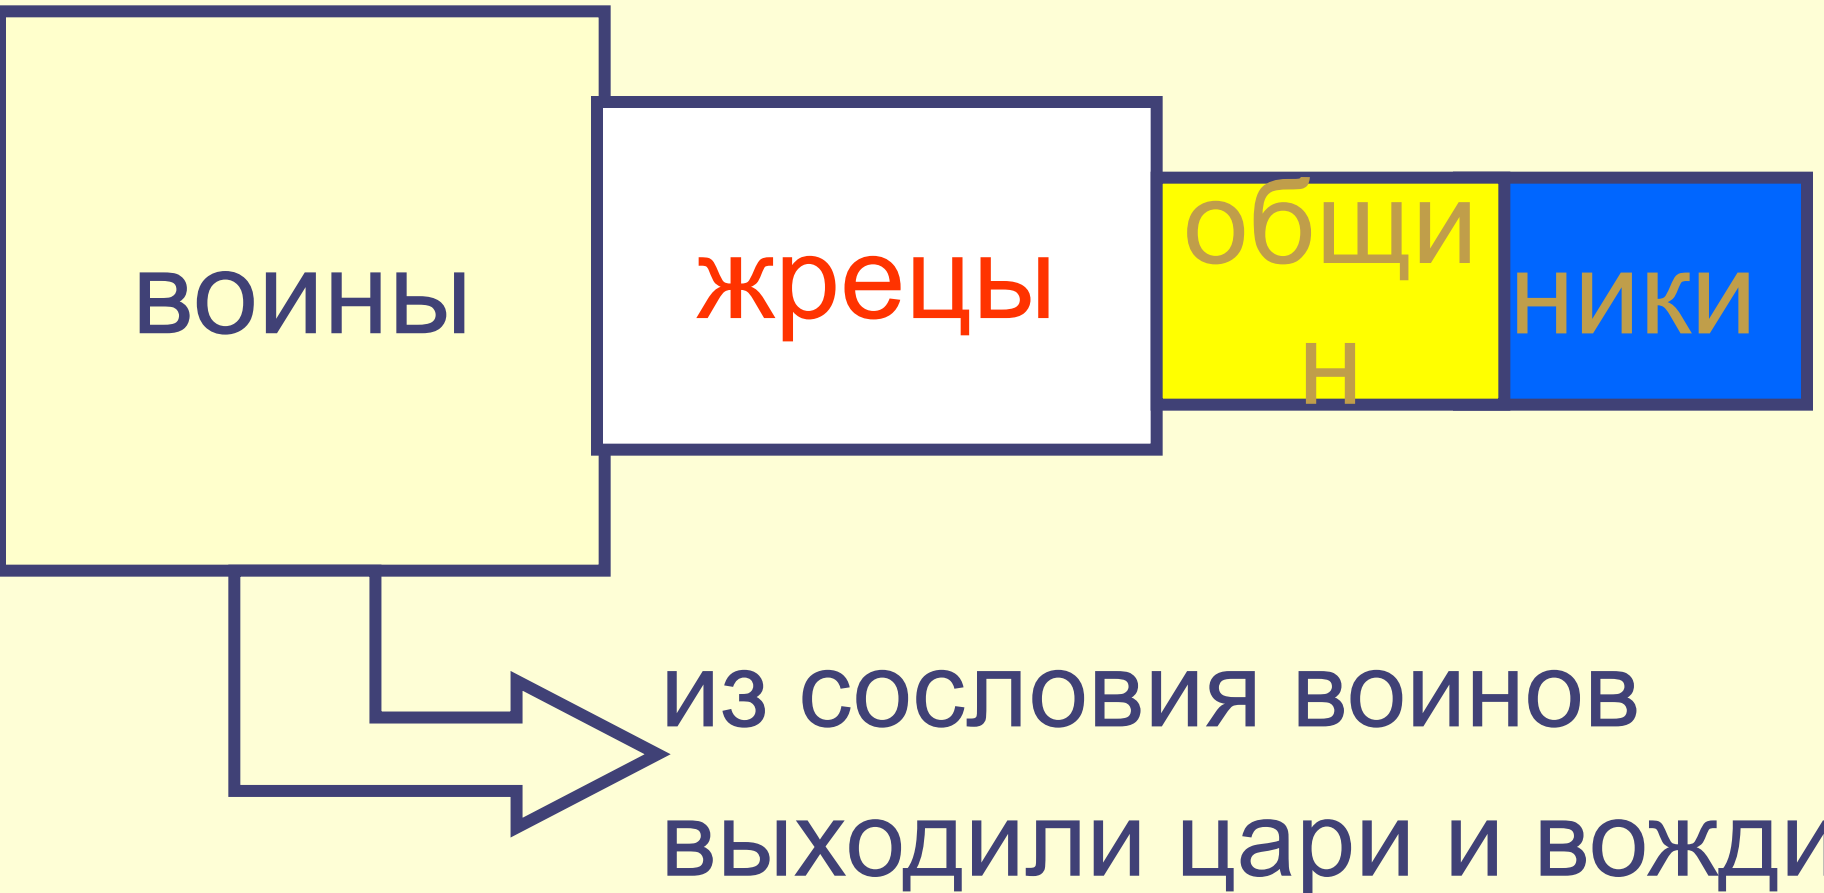 воины
жрецы
общи
н
ники
из сословия воинов
выходили цари и вожди